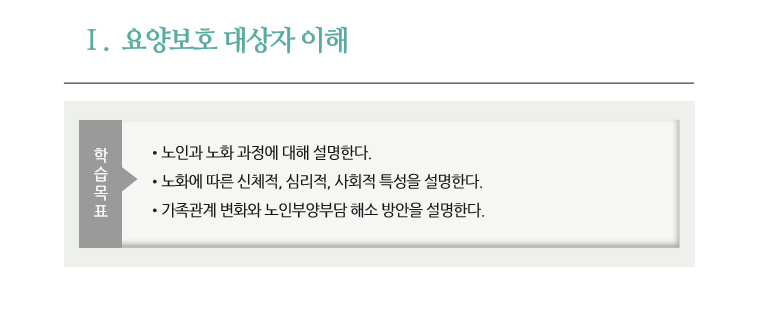 Ⅰ. 요양보호 대상자 이해
학습목표
• 노인과 노화 과정에 대해 설명한다.
• 노화에 따른 신체적, 심리적, 사회적 특성을 설명한다.
• 가족관계 변화와 노인부양부담 해소 방안을 설명한다.